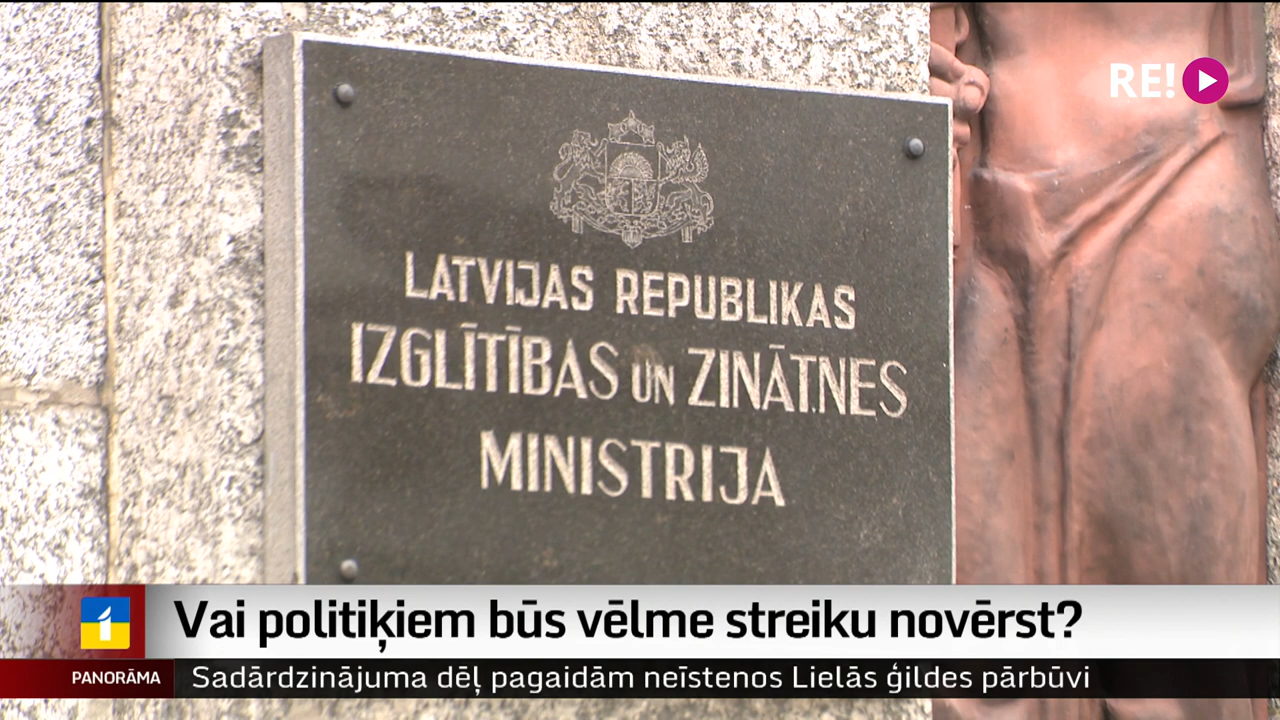 RE!
LATVIJAS REPUBLIKAS
IZGLĪTĪBAS UN ZINĀTNES
MINISTRIJA
1
Vai politiķiem būs vēlme streiku novērst?
PANORĀMA
Sadārdzinājuma dēļ pagaidām neīstenos Lielās ģildes pārbūvi